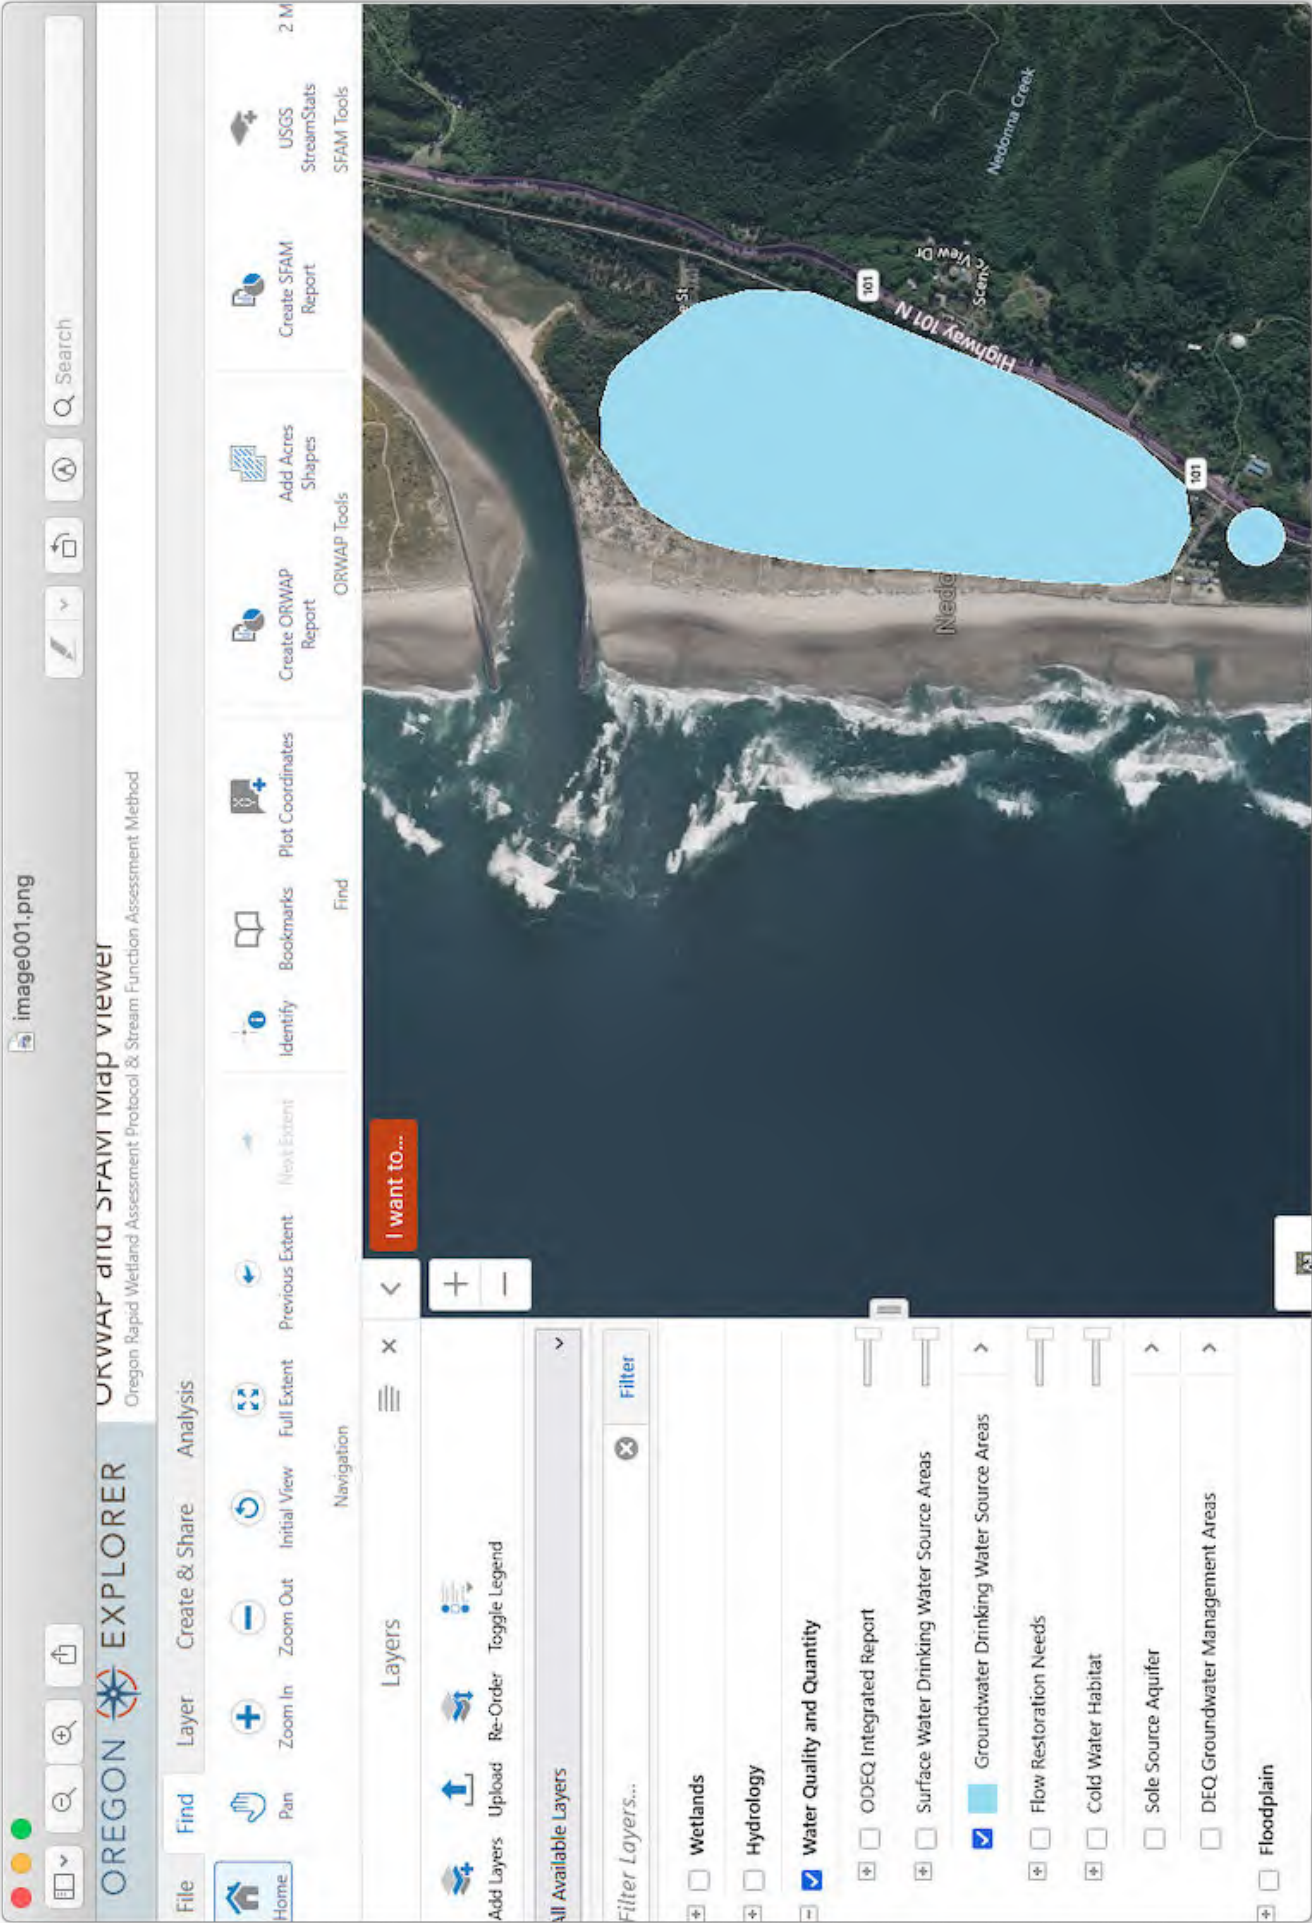 image001.png
Search
OREGON EXPLORER
ORWAP and SFAM Map Viewer
Oregon Rapid Wetland Assessment Protocol & Stream Function Assessment Method
File Find Layer Create & Share Analysis
Home
Pan
Zoom In
Zoom Out
Initial View
Full Extent
Previous Extent
Next Extent
Navigation
Identify
Bookmarks
Plot Coordinates
Find
Create ORWAP
Report
Add Acres
Shapes
ORWAP Tools
Create SFAM
Report
USGS
StreamStats
SFAM Tools
2 M
Layers
I want to...
Add Layers
Upload
Re-Order
Toggle Legend
All Available Layers
Filter Layers...
Filter
Wetlands
Hydrology
Water Quality and Quantity
ODEQ Integrated Report
Surface Water Drinking Water Source Areas
Groundwater Drinking Water Source Areas
Flow Restoration Needs
Cold Water Habitat
Sole Source Aquifer
DEQ Groundwater Management Areas
Floodplain
e St
101
Highway 101 N
Scenic View Dr
Nedonna Creek
Nedo
101